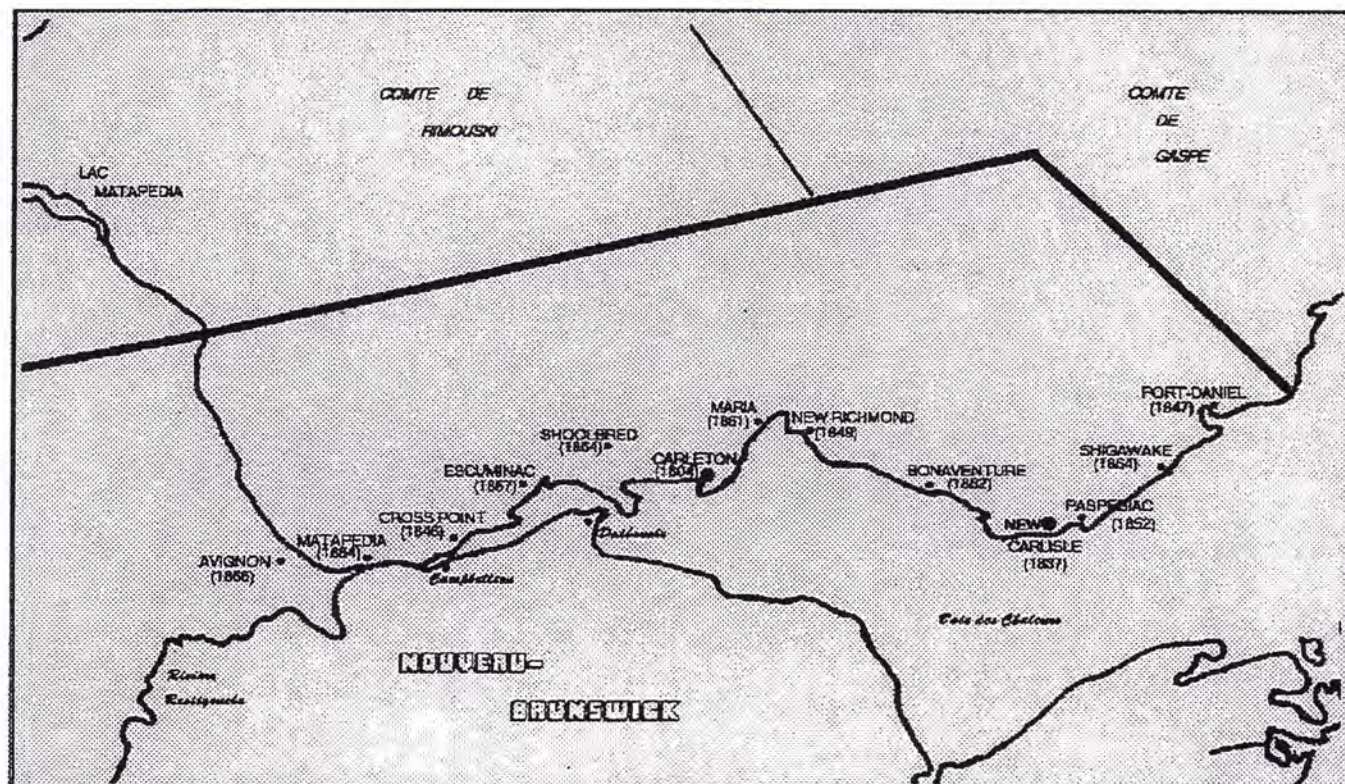 COMTE DE
RIMOUSKI
COMTE
DE
GASPE
LAC
MATAPEDIA
PORT-DANIEL
(1847)
MARIA
(1861)
NEW RICHMOND
(1849)
SHOOLBRED
(1864)
CARLETON
(1804)
SHIGAWAKE
(1854)
ESCUMINAC
(1857)
BONAVENTURE
(1882)
PASPEBIAC
(1852)
NEW
CARLISLE
(1837)
CROSS POINT
(1846)
MATAPEDIA
(1864)
AVIGNON
(1866)
Dalhousie
Campbellton
Baie des Chaleurs
NOUVEAU-
BRUNSWICK
Rivière
Restigouche